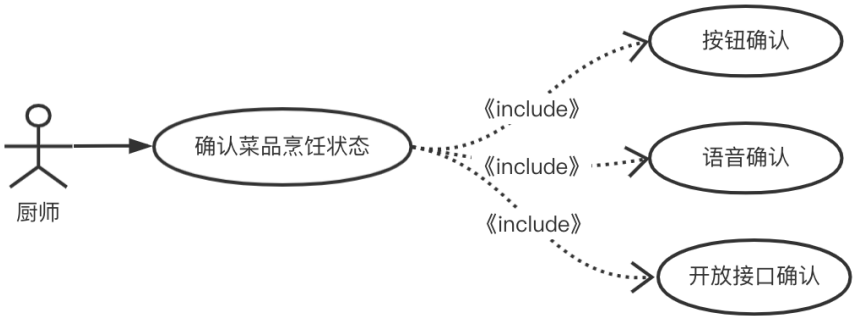 按钮确认
《include》
确认菜品烹饪状态
《include》
语音确认
厨师
《include》
开放接口确认